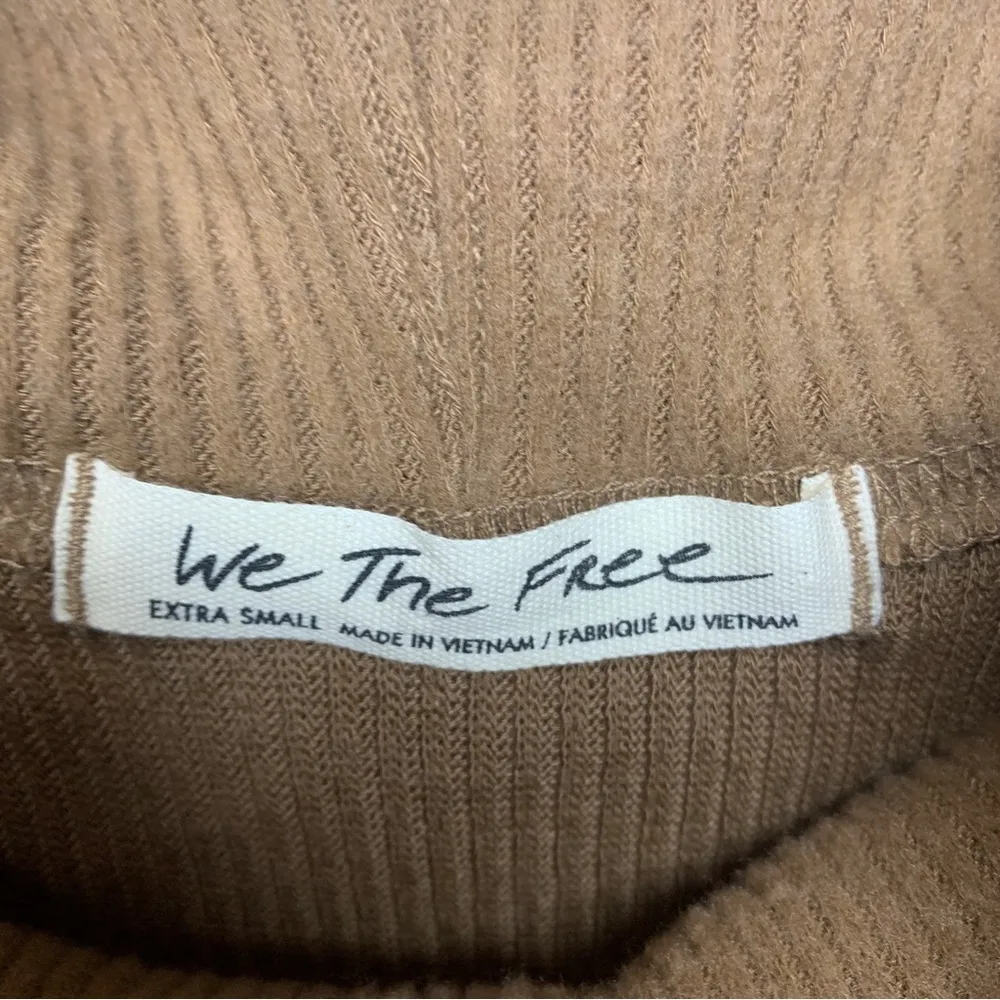 We The Free
EXTRA SMALL MADE IN VIETNAM / FABRIQUÉ AU VIETNAM